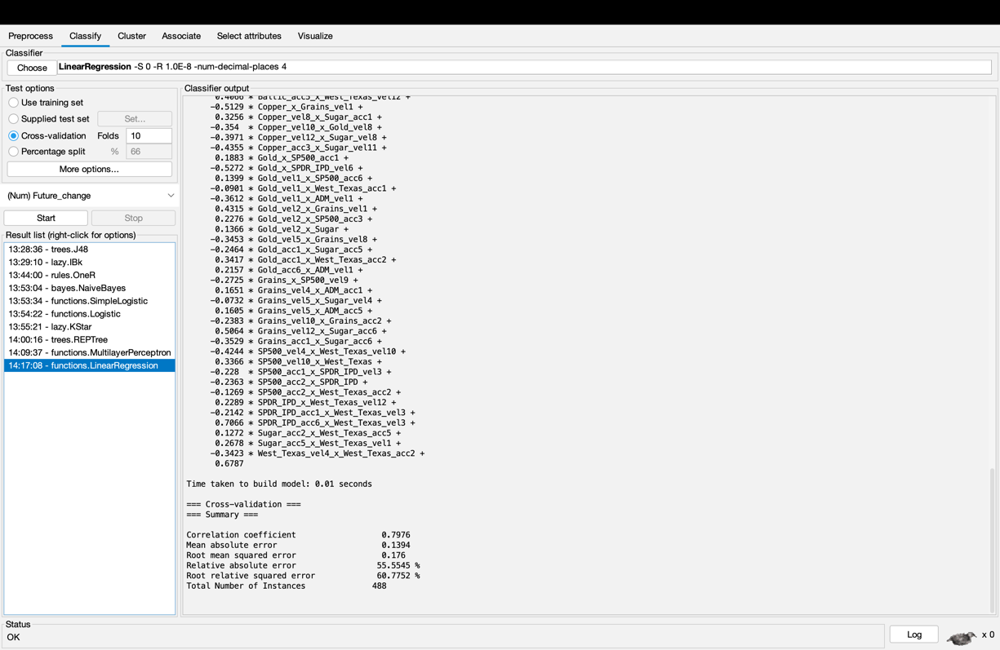 Preprocess Classify Cluster Associate Select attributes Visualize
Classifier
Choose LinearRegression -S 0 -R 1.0E-8 -num-decimal-places 4
Test options
Use training set
Supplied test set Set...
Cross-validation Folds 10
Percentage split % 66
More options...
(Num) Future_change
Start Stop
Result list (right-click for options)
13:28:36 - trees.J48
13:29:10 - lazy.IBk
13:44:00 - rules.OneR
13:53:04 - bayes.NaiveBayes
13:53:34 - functions.SimpleLogistic
13:54:22 - functions.Logistic
13:55:21 - lazy.KStar
14:00:16 - trees.REPTree
14:09:37 - functions.MultilayerPerceptron
14:17:08 - functions.LinearRegression
Classifier output
0.4066 * Baltic_acc5_x_West_Texas_vel12 +
-0.5129 * Copper_x_Grains_vel1 +
0.3256 * Copper_vel8_x_Sugar_acc1 +
-0.354 * Copper_vel10_x_Gold_vel8 +
-0.3971 * Copper_vel12_x_Sugar_vel8 +
-0.4355 * Copper_acc3_x_Sugar_vel11 +
0.1883 * Gold_x_SP500_acc1 +
-0.5272 * Gold_x_SPDR_IPD_vel6 +
0.1399 * Gold_vel1_x_SP500_acc6 +
-0.0901 * Gold_vel1_x_West_Texas_acc1 +
-0.3612 * Gold_vel1_x_ADM_vel1 +
0.4315 * Gold_vel2_x_Grains_vel1 +
0.2276 * Gold_vel2_x_SP500_acc3 +
0.1366 * Gold_vel2_x_Sugar +
-0.3453 * Gold_vel5_x_Grains_vel8 +
-0.2464 * Gold_acc1_x_Sugar_acc5 +
0.3417 * Gold_acc1_x_West_Texas_acc2 +
0.2157 * Gold_acc6_x_ADM_vel1 +
-0.2725 * Grains_x_SP500_vel9 +
0.1651 * Grains_vel4_x_ADM_acc1 +
-0.0732 * Grains_vel5_x_Sugar_vel4 +
0.1605 * Grains_vel5_x_ADM_acc5 +
-0.2383 * Grains_vel10_x_Grains_acc2 +
0.5064 * Grains_vel12_x_Sugar_acc6 +
-0.3529 * Grains_acc1_x_Sugar_acc6 +
-0.4244 * SP500_vel4_x_West_Texas_vel10 +
0.3366 * SP500_vel10_x_West_Texas +
-0.228 * SP500_acc1_x_SPDR_IPD_vel3 +
-0.2363 * SP500_acc2_x_SPDR_IPD +
-0.1269 * SP500_acc2_x_West_Texas_acc2 +
0.2289 * SPDR_IPD_x_West_Texas_vel12 +
-0.2142 * SPDR_IPD_acc1_x_West_Texas_vel3 +
0.7066 * SPDR_IPD_acc6_x_West_Texas_vel3 +
0.1272 * Sugar_acc2_x_West_Texas_acc5 +
0.2678 * Sugar_acc5_x_West_Texas_vel1 +
-0.3423 * West_Texas_vel4_x_West_Texas_acc2 +
0.6787
Time taken to build model: 0.01 seconds
=== Cross-validation ===
=== Summary ===
Correlation coefficient 0.7976
Mean absolute error 0.1394
Root mean squared error 0.176
Relative absolute error 55.5545 %
Root relative squared error 60.7752 %
Total Number of Instances 488
Status
OK
Log
x 0